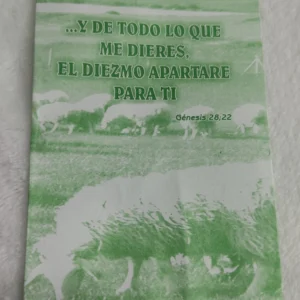 ...Y DE TODO LO QUE
ME DIERES,
EL DIEZMO APARTARE
PARA TI
Génesis 28:22